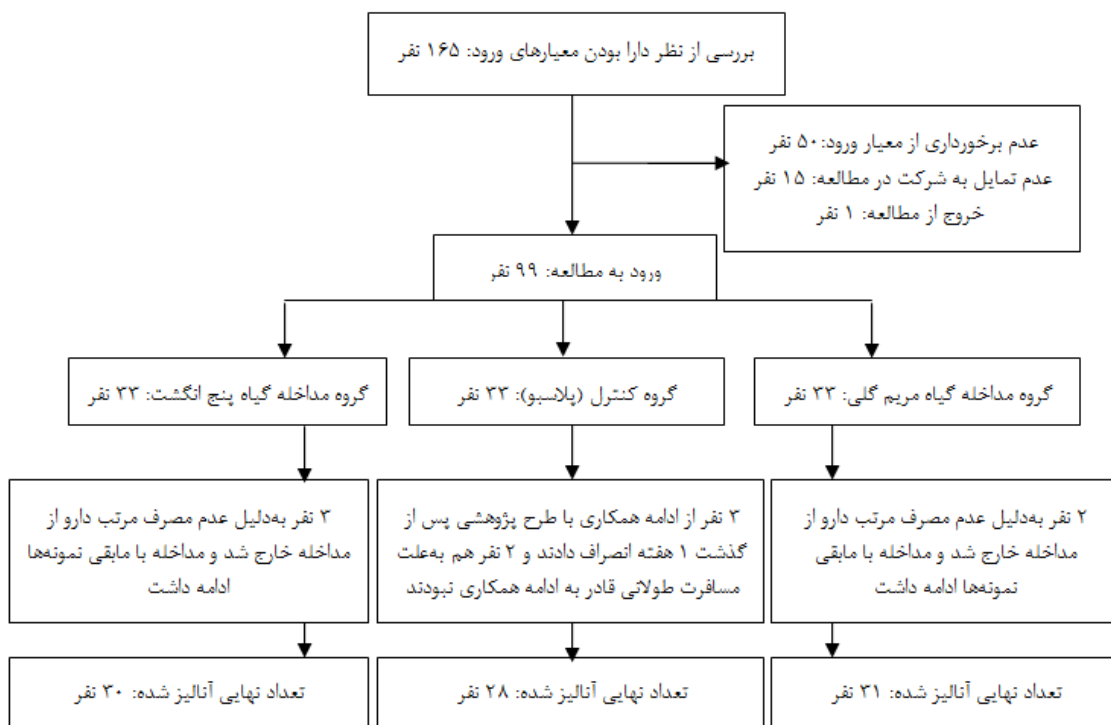 بررسی از نظر دارا بودن معیارهای ورود: ۱۶۵ نفر
عدم برخورداری از معیار ورود: ۵۰ نفر
عدم تمایل به شرکت در مطالعه: ۱۵ نفر
خروج از مطالعه: ۱ نفر
ورود به مطالعه: ۹۹ نفر
گروه مداخله گیاه مریم گلی: ۳۳ نفر
گروه کنترل (پلاسبو): ۳۳ نفر
گروه مداخله گیاه پنج انگشت: ۳۳ نفر
۲ نفر به‌دلیل عدم مصرف مرتب دارو از
مداخله خارج شد و مداخله با مابقی
نمونه‌ها ادامه داشت
۳ نفر از ادامه همکاری با طرح پژوهشی پس از
گذشت ۱ هفته انصراف دادند و ۲ نفر هم به‌علت
مسافرت طولانی قادر به ادامه همکاری نبودند
۳ نفر به‌دلیل عدم مصرف مرتب دارو از
مداخله خارج شد و مداخله با مابقی نمونه‌ها
ادامه داشت
تعداد نهایی آنالیز شده: ۳۱ نفر
تعداد نهایی آنالیز شده: ۲۸ نفر
تعداد نهایی آنالیز شده: ۳۰ نفر